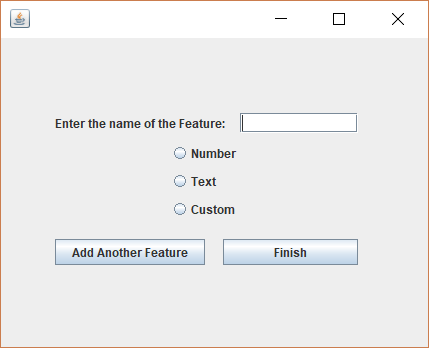 Enter the name of the Feature:
Number
Text
Custom
Add Another Feature
Finish